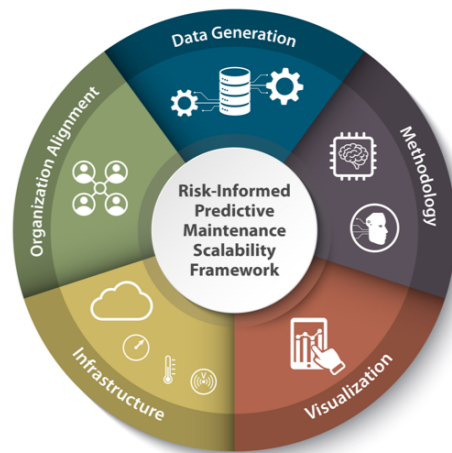 Data Generation
Methodology
Visualization
Infrastructure
Organization Alignment
Risk-Informed
Predictive
Maintenance
Scalability
Framework
V